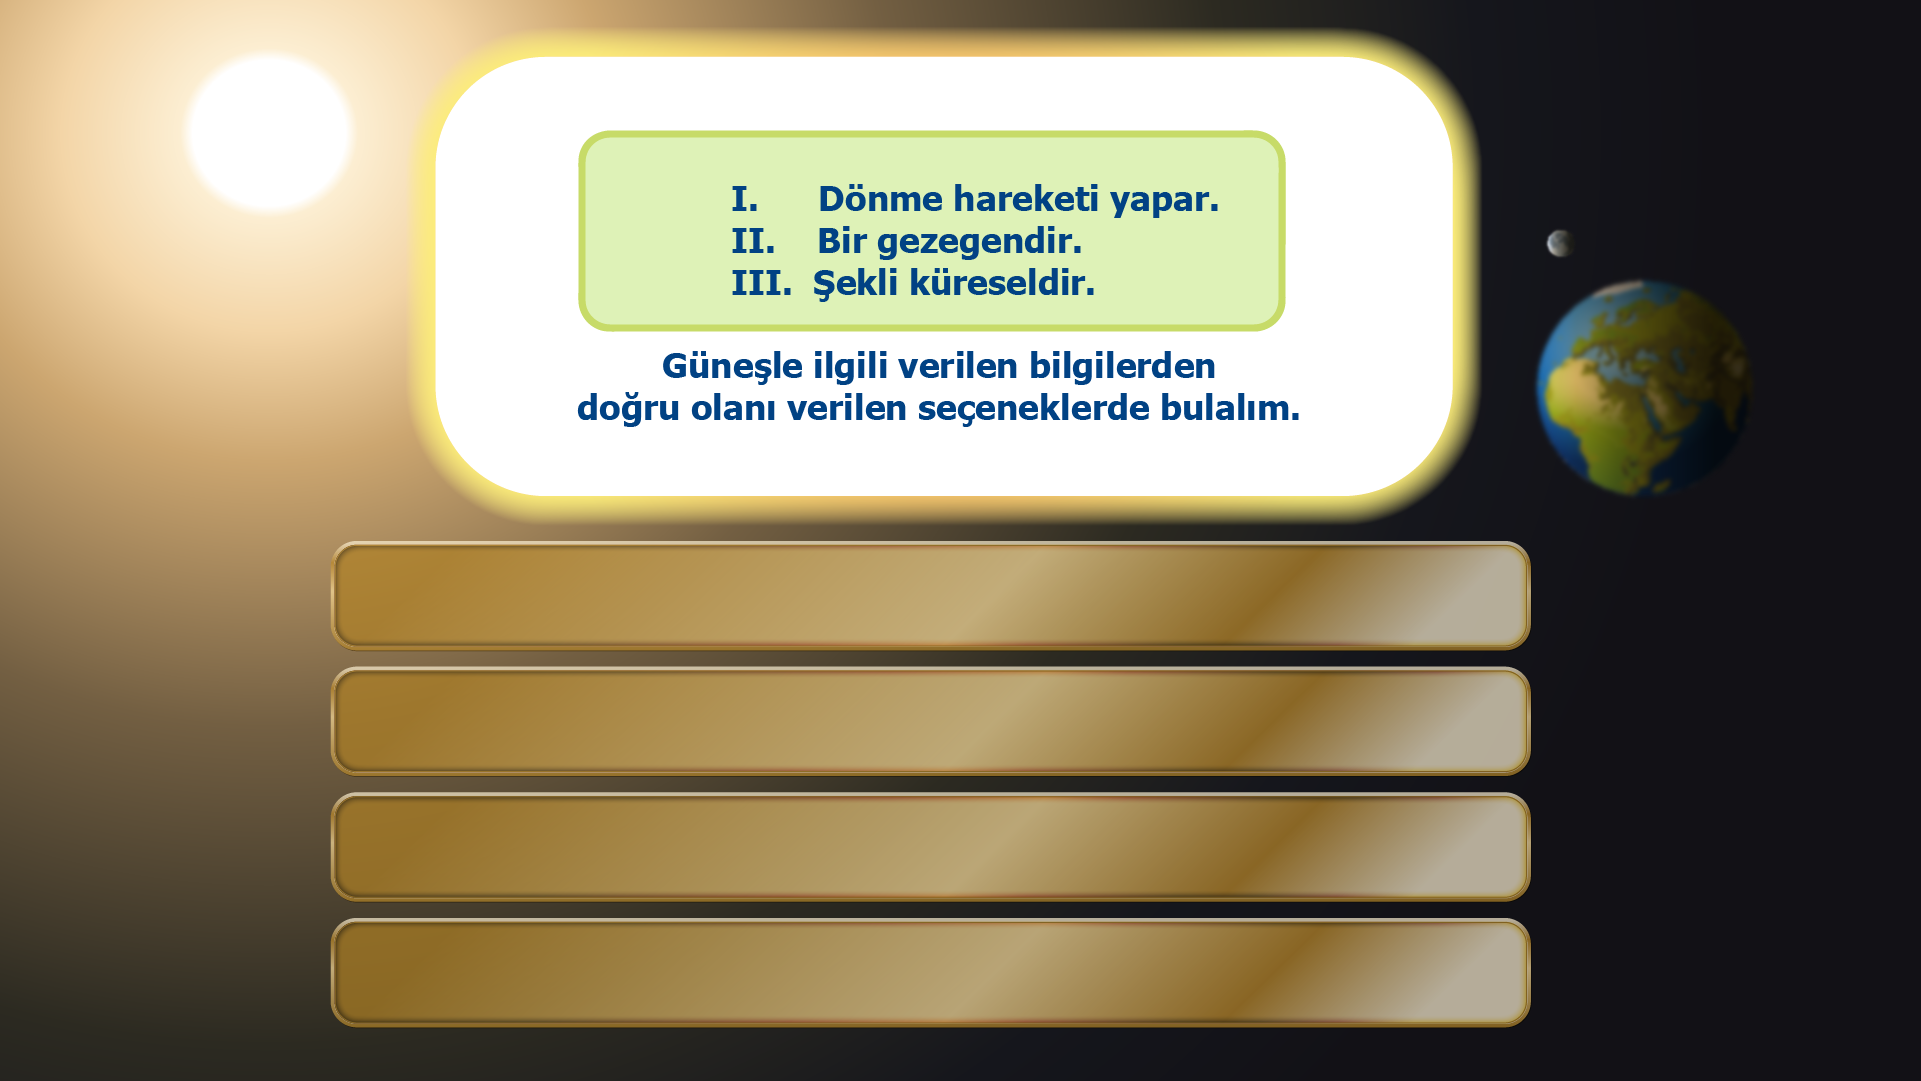 I. Dönme hareketi yapar.
II. Bir gezegendir.
III. Şekli küreseldir.
Güneşle ilgili verilen bilgilerden
doğru olanı verilen seçeneklerde bulalım.